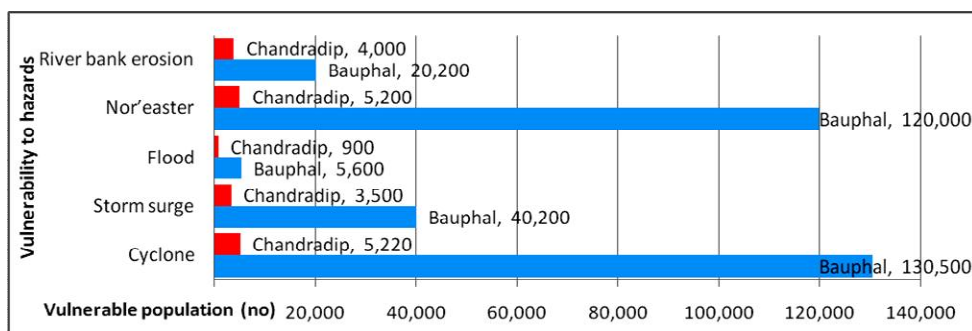 Vulnerability to hazards
River bank erosion
Chandradip, 4,000
Bauphal, 20,200
Nor'easter
Chandradip, 5,200
Bauphal, 120,000
Flood
Chandradip, 900
Bauphal, 5,600
Storm surge
Chandradip, 3,500
Bauphal, 40,200
Cyclone
Chandradip, 5,220
Bauphal, 130,500
Vulnerable population (no) 20,000 40,000 60,000 80,000 100,000 120,000 140,000